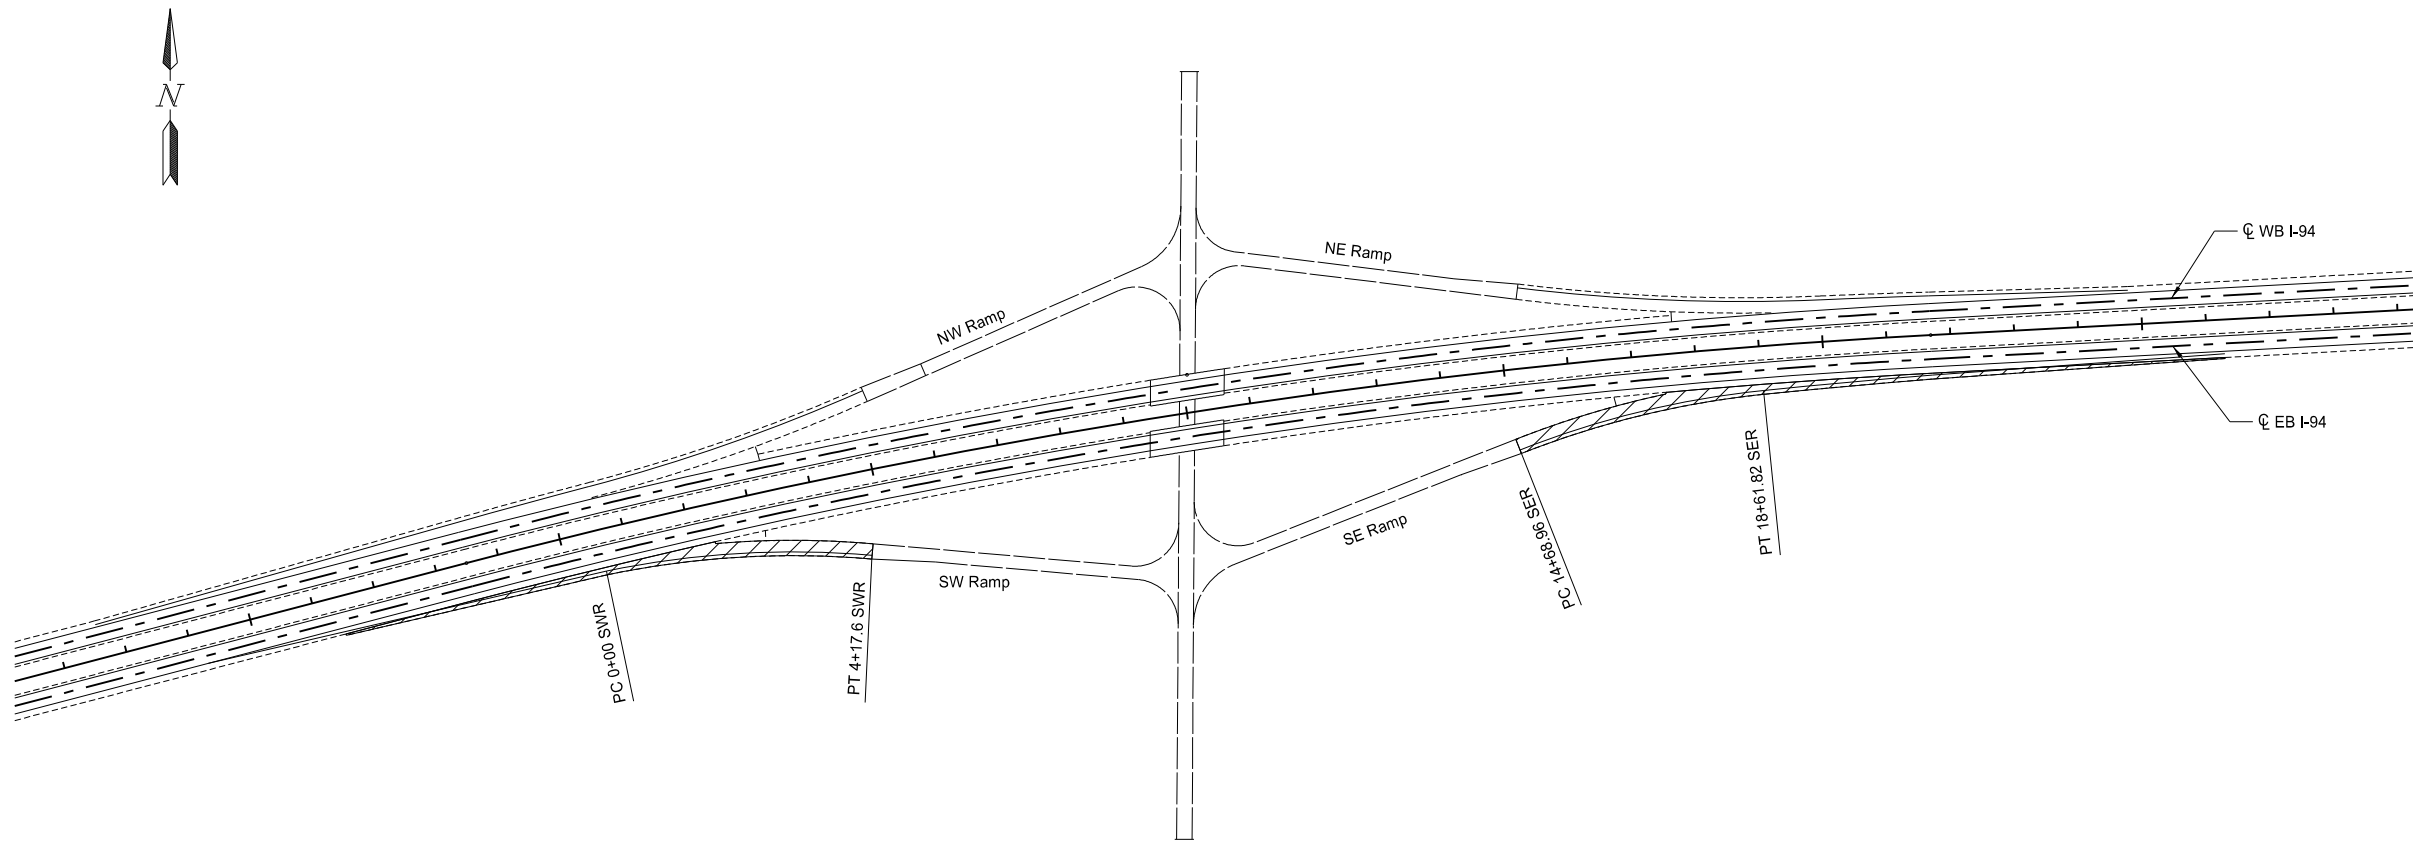 N
℄ WB I-94
NE Ramp
NW Ramp
℄ EB I-94
PT 18+61.82 SER
PC 14+68.96 SER
SE Ramp
SW Ramp
PC 0+00 SWR
PT 4+17.6 SWR